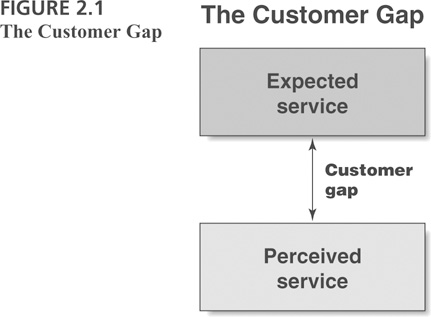 FIGURE 2.1
The Customer Gap
The Customer Gap
Expected
service
Customer
gap
Perceived
service